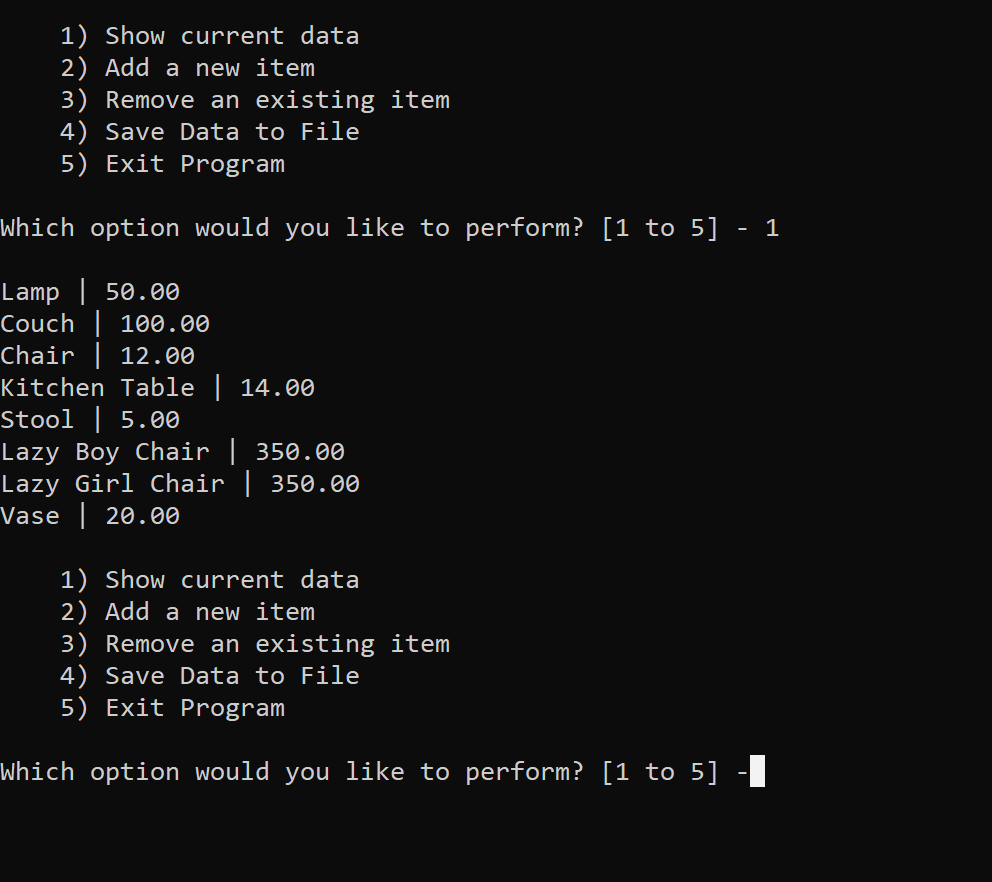 1) Show current data
2) Add a new item
3) Remove an existing item
4) Save Data to File
5) Exit Program
Which option would you like to perform? [1 to 5] - 1
Lamp | 50.00
Couch | 100.00
Chair | 12.00
Kitchen Table | 14.00
Stool | 5.00
Lazy Boy Chair | 350.00
Lazy Girl Chair | 350.00
Vase | 20.00
1) Show current data
2) Add a new item
3) Remove an existing item
4) Save Data to File
5) Exit Program
Which option would you like to perform? [1 to 5] -